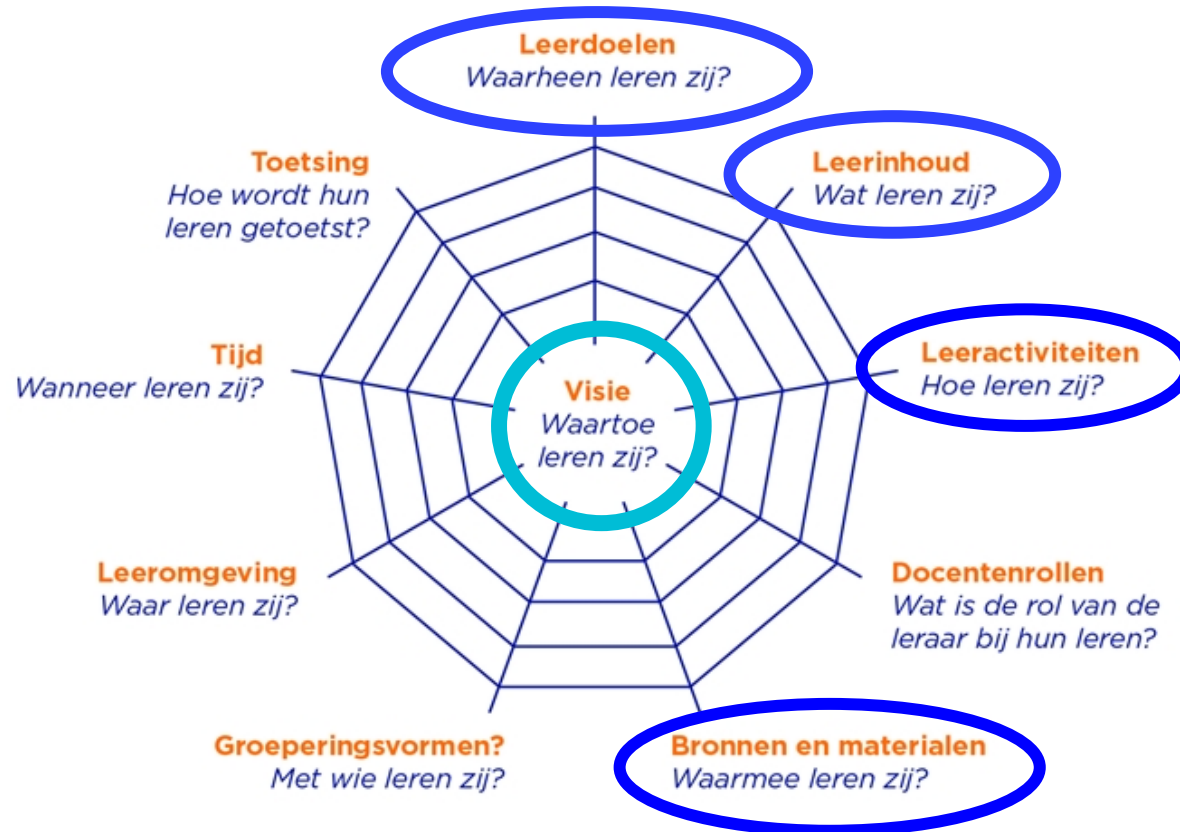 Leerdoelen
Waarheen leren zij?
Leerinhoud
Wat leren zij?
Leeractiviteiten
Hoe leren zij?
Docentenrollen
Wat is de rol van de
leraar bij hun leren?
Bronnen en materialen
Waarmee leren zij?
Groeperingsvormen?
Met wie leren zij?
Leeromgeving
Waar leren zij?
Tijd
Wanneer leren zij?
Toetsing
Hoe wordt hun
leren getoetst?
Visie
Waartoe
leren zij?